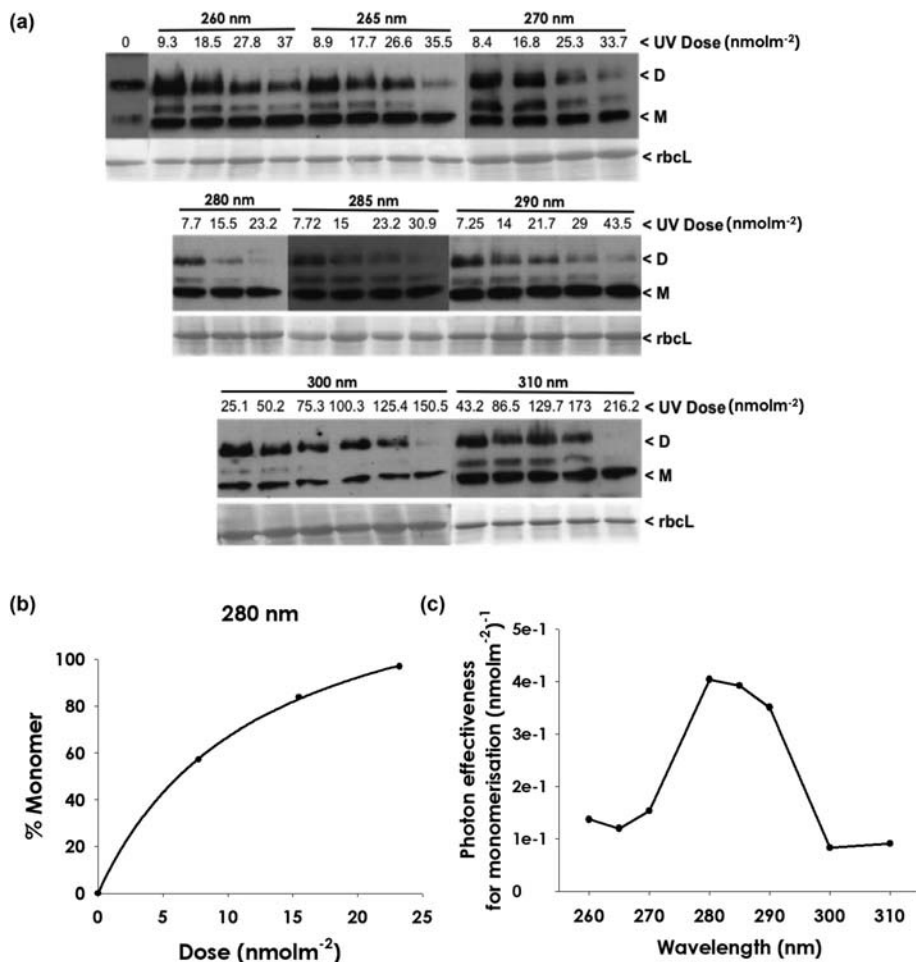 (a)
260 nm 265 nm 270 nm
0 9.3 18.5 27.8 37 8.9 17.7 26.6 35.5 8.4 16.8 25.3 33.7 < UV Dose (nmolm⁻²)
< D
< M
< rbcL
280 nm 285 nm 290 nm
7.7 15.5 23.2 7.72 15 23.2 30.9 7.25 14 21.7 29 43.5 < UV Dose (nmolm⁻²)
< D
< M
< rbcL
300 nm 310 nm
25.1 50.2 75.3 100.3 125.4 150.5 43.2 86.5 129.7 173 216.2 < UV Dose (nmolm⁻²)
< D
< M
< rbcL
(b)
280 nm
% Monomer
100
80
60
40
20
0
0 5 10 15 20 25
Dose (nmolm⁻²)
(c)
Photon effectiveness
for monomerisation (nmolm⁻²)⁻¹
5e-1
4e-1
3e-1
2e-1
1e-1
0
260 270 280 290 300 310
Wavelength (nm)